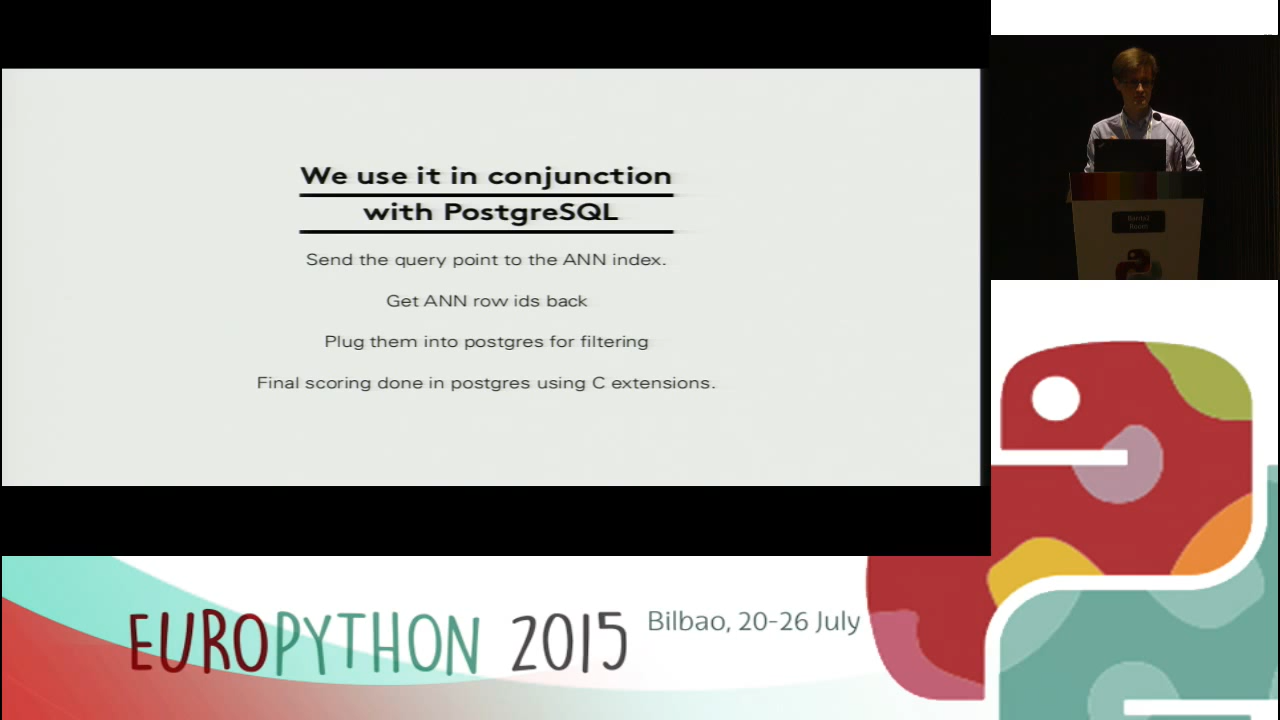 We use it in conjunction
with PostgreSQL
Send the query point to the ANN index.
Get ANN row ids back
Plug them into postgres for filtering
Final scoring done in postgres using C extensions.
EUROPYTHON 2015
Bilbao, 20-26 July